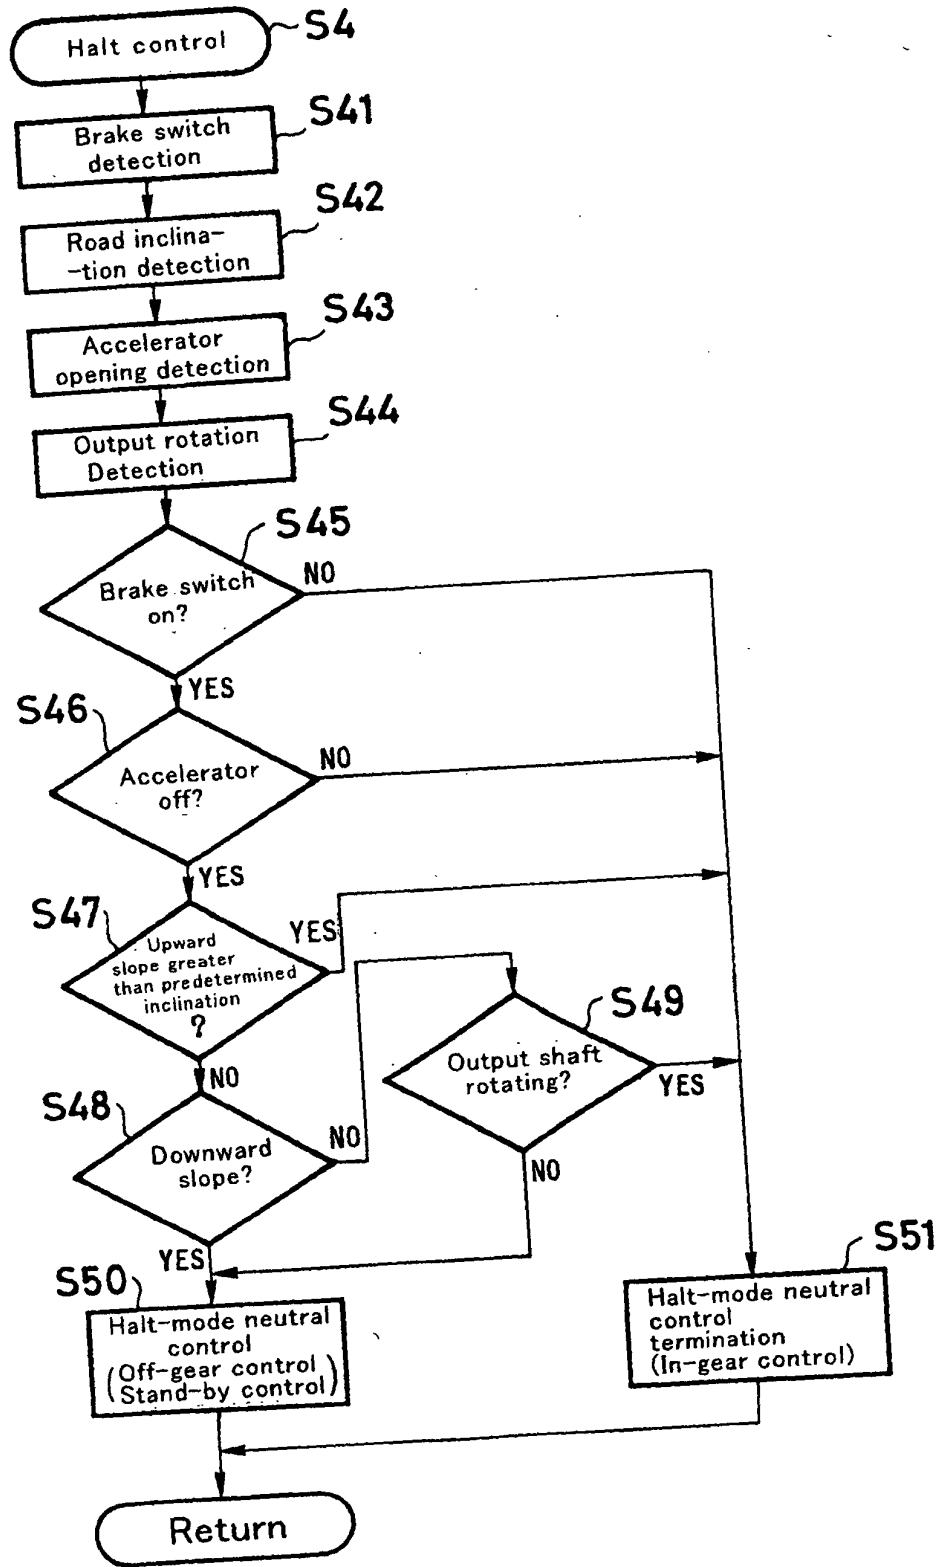 Halt control
S4
Brake switch
detection
S41
Road inclina-
-tion detection
S42
Accelerator
opening detection
S43
Output rotation
Detection
S44
Brake switch
on?
S45
NO
YES
S46
Accelerator
off?
NO
YES
S47
Upward
slope greater
than predetermined
inclination
?
YES
NO
S48
Downward
slope?
NO
YES
S49
Output shaft
rotating?
YES
NO
S50
Halt-mode neutral
control
(Off-gear control
Stand-by control)
S51
Halt-mode neutral
control
termination
(In-gear control)
Return